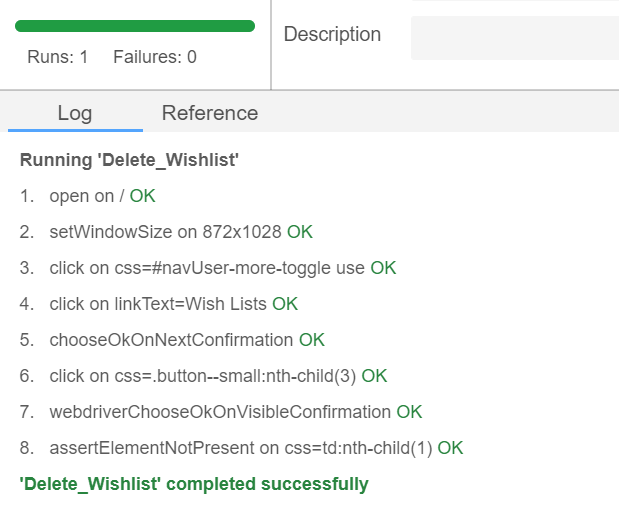 Runs: 1 Failures: 0
Description
Log Reference
Running 'Delete_Wishlist'
1. open on / OK
2. setWindowSize on 872x1028 OK
3. click on css=#navUser-more-toggle use OK
4. click on linkText=Wish Lists OK
5. chooseOkOnNextConfirmation OK
6. click on css=.button--small:nth-child(3) OK
7. webdriverChooseOkOnVisibleConfirmation OK
8. assertElementNotPresent on css=td:nth-child(1) OK
'Delete_Wishlist' completed successfully